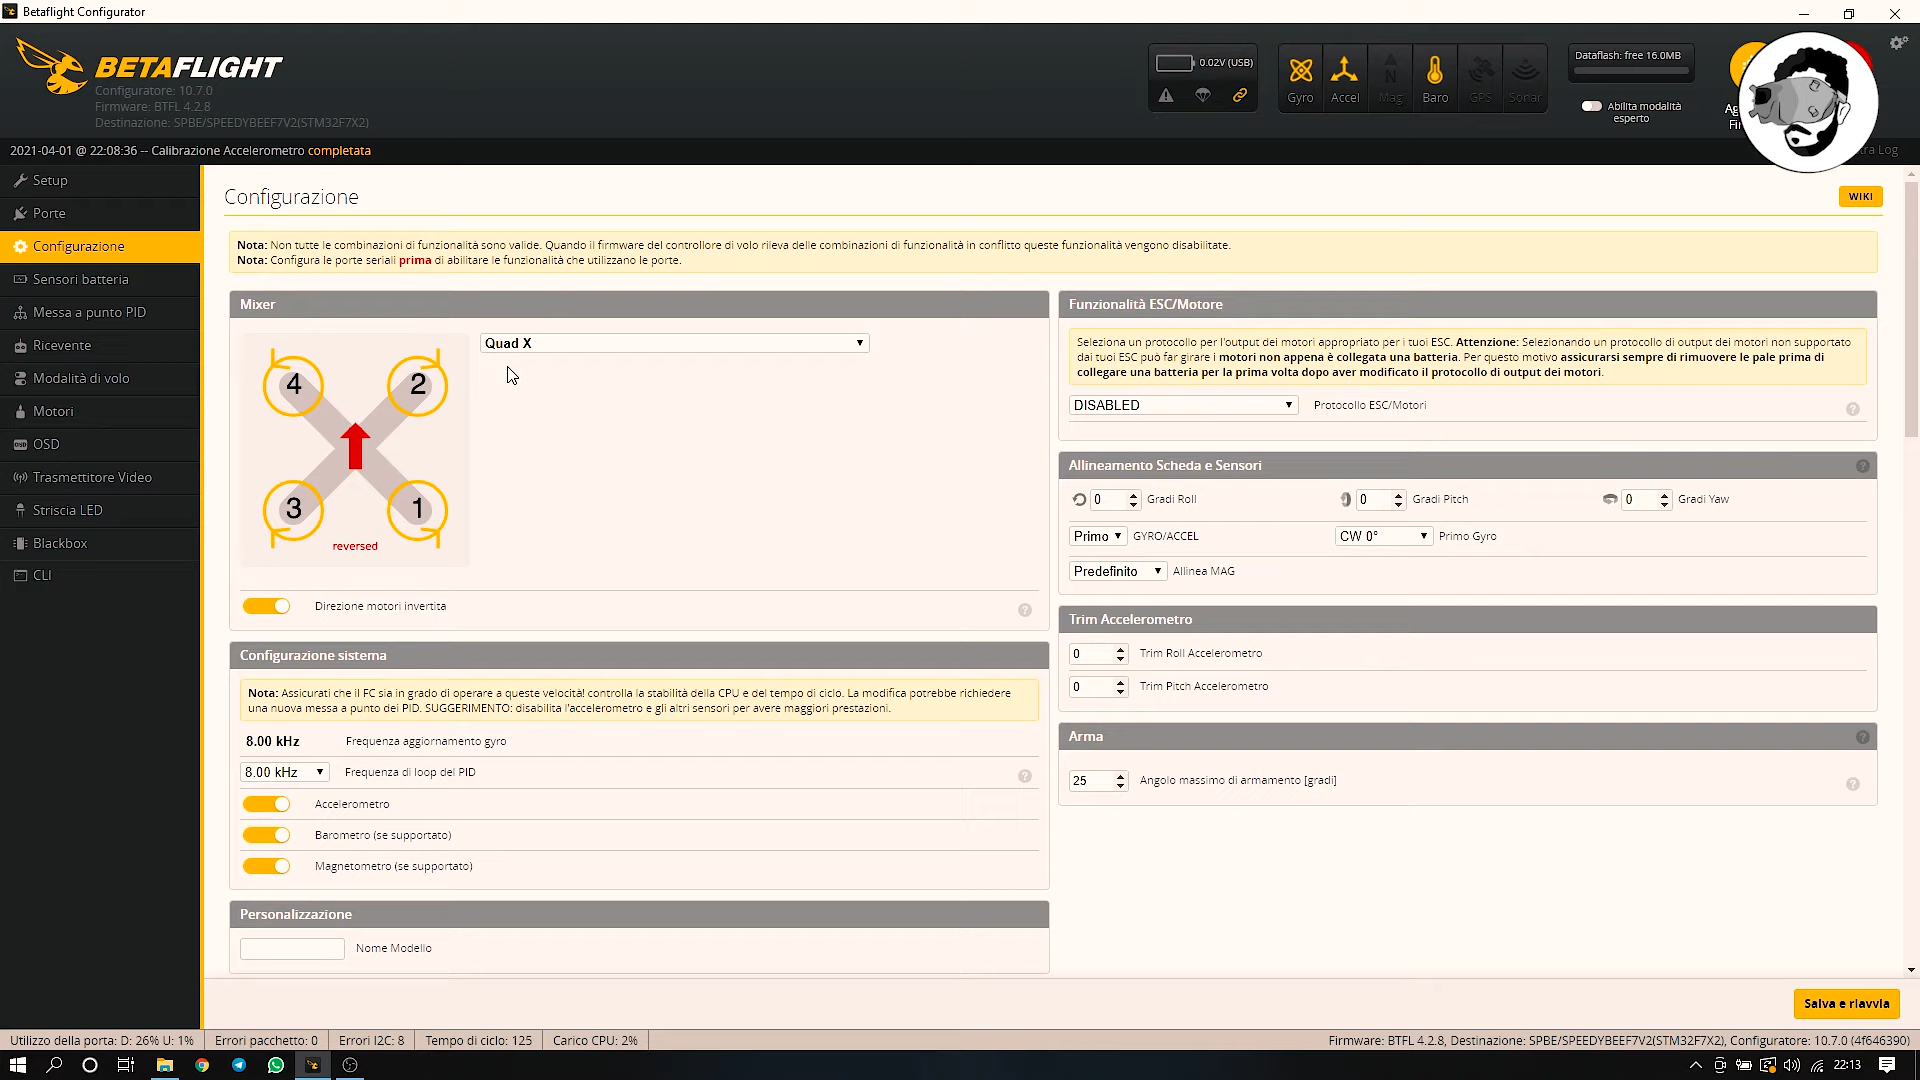 Betaflight Configurator
BETAFLIGHT
Configuratore: 10.7.0
Firmware: BTFL 4.2.8
Destinazione: SPBE/SPEEDYBEEF7V2(STM32F7X2)
0.02V (USB)
Gyro
Accel
Mag
Baro
GPS
Sonar
Dataflash: free 16.0MB
Abilita modalità
esperto
2021-04-01 @ 22:08:36 -- Calibrazione Accelerometro completata
Log
Setup
Porte
Configurazione
Sensori batteria
Messa a punto PID
Ricevente
Modalità di volo
Motori
OSD
Trasmettitore Video
Striscia LED
Blackbox
CLI
Configurazione
WIKI
Nota: Non tutte le combinazioni di funzionalità sono valide. Quando il firmware del controllore di volo rileva delle combinazioni di funzionalità in conflitto queste funzionalità vengono disabilitate.
Nota: Configura le porte seriali prima di abilitare le funzionalità che utilizzano le porte.
Mixer
Quad X
4
2
3
1
reversed
Direzione motori invertita
Configurazione sistema
Nota: Assicurati che il FC sia in grado di operare a queste velocità! controlla la stabilità della CPU e del tempo di ciclo. La modifica potrebbe richiedere
una nuova messa a punto dei PID. SUGGERIMENTO: disabilita l'accelerometro e gli altri sensori per avere maggiori prestazioni.
8.00 kHz Frequenza aggiornamento gyro
8.00 kHz Frequenza di loop del PID
Accelerometro
Barometro (se supportato)
Magnetometro (se supportato)
Personalizzazione
Nome Modello
Funzionalità ESC/Motore
Seleziona un protocollo per l'output dei motori appropriato per i tuoi ESC. Attenzione: Selezionando un protocollo di output dei motori non supportato
dai tuoi ESC può far girare i motori non appena è collegata una batteria. Per questo motivo assicurarsi sempre di rimuovere le pale prima di
collegare una batteria per la prima volta dopo aver modificato il protocollo di output dei motori.
DISABLED Protocollo ESC/Motori
Allineamento Scheda e Sensori
0 Gradi Roll 0 Gradi Pitch 0 Gradi Yaw
Primo GYRO/ACCEL CW 0° Primo Gyro
Predefinito Allinea MAG
Trim Accelerometro
0 Trim Roll Accelerometro
0 Trim Pitch Accelerometro
Arma
25 Angolo massimo di armamento [gradi]
Salva e riavvia
Utilizzo della porta: D: 26% U: 1% Errori pacchetto: 0 Errori I2C: 8 Tempo di ciclo: 125 Carico CPU: 2% Firmware: BTFL 4.2.8, Destinazione: SPBE/SPEEDYBEEF7V2(STM32F7X2), Configuratore: 10.7.0 (4f646390)
22:13